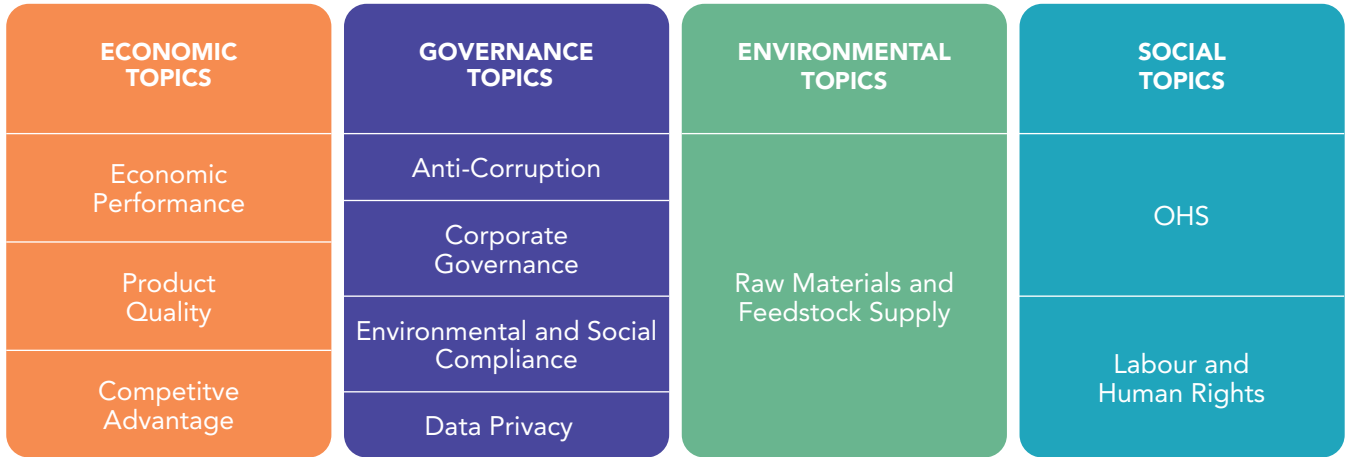 ECONOMIC
TOPICS
Economic
Performance
Product
Quality
Competitve
Advantage
GOVERNANCE
TOPICS
Anti-Corruption
Corporate
Governance
Environmental and Social
Compliance
Data Privacy
ENVIRONMENTAL
TOPICS
Raw Materials and
Feedstock Supply
SOCIAL
TOPICS
OHS
Labour and
Human Rights